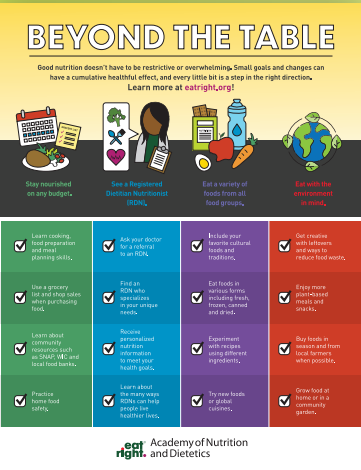 BEYOND THE TABLE
Good nutrition doesn't have to be restrictive or overwhelming. Small goals and changes can
have a cumulative healthful effect, and every little bit is a step in the right direction.
Learn more at eatright.org!
Stay nourished
on any budget.
See a Registered
Dietitian Nutritionist
(RDN).
Eat a variety of
foods from all
food groups.
Eat with the
environment
in mind.
Learn cooking,
food preparation
and meal
planning skills.
Ask your doctor
for a referral
to an RDN.
Include your
favorite cultural
foods and
traditions.
Get creative
with leftovers
and ways to
reduce food waste.
Use a grocery
list and shop sales
when purchasing
food.
Find an
RDN who
specializes
in your unique
needs.
Eat foods in
various forms
including fresh,
frozen, canned
and dried.
Enjoy more
plant-based
meals and
snacks.
Learn about
community
resources such
as SNAP, WIC and
local food banks.
Receive
personalized
nutrition
information
to meet your
health goals.
Experiment
with recipes
using different
ingredients.
Buy foods in
season and from
local farmers
when possible.
Practice
home food
safety.
Learn about
the many ways
RDNs can help
people live
healthier lives.
Try new foods
or global
cuisines.
Grow food at
home or in a
community
garden.
eat
right.
Academy of Nutrition
and Dietetics